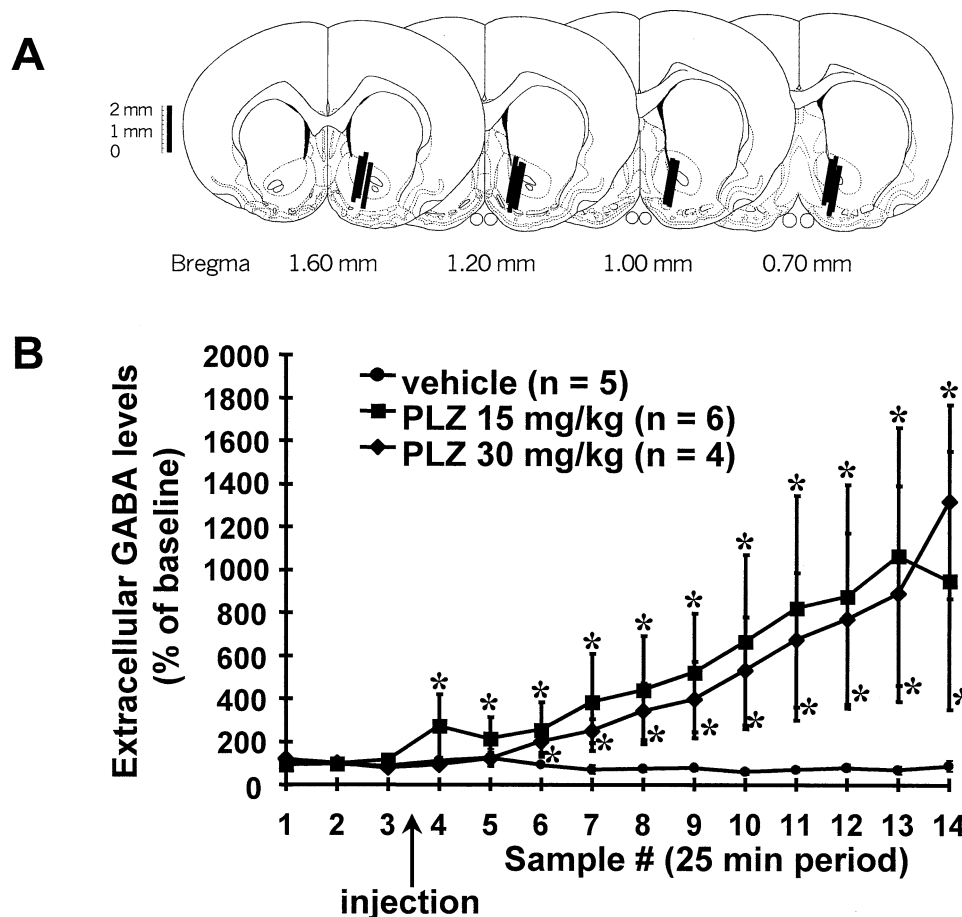 A
2 mm
1 mm
0
Bregma 1.60 mm 1.20 mm 1.00 mm 0.70 mm
B
Extracellular GABA levels
(% of baseline)
2000
1800
1600
1400
1200
1000
800
600
400
200
0
vehicle (n = 5)
PLZ 15 mg/kg (n = 6)
PLZ 30 mg/kg (n = 4)
* * * * * * * * * * *
* * * * * * * * *
1 2 3 4 5 6 7 8 9 10 11 12 13 14
Sample # (25 min period)
injection